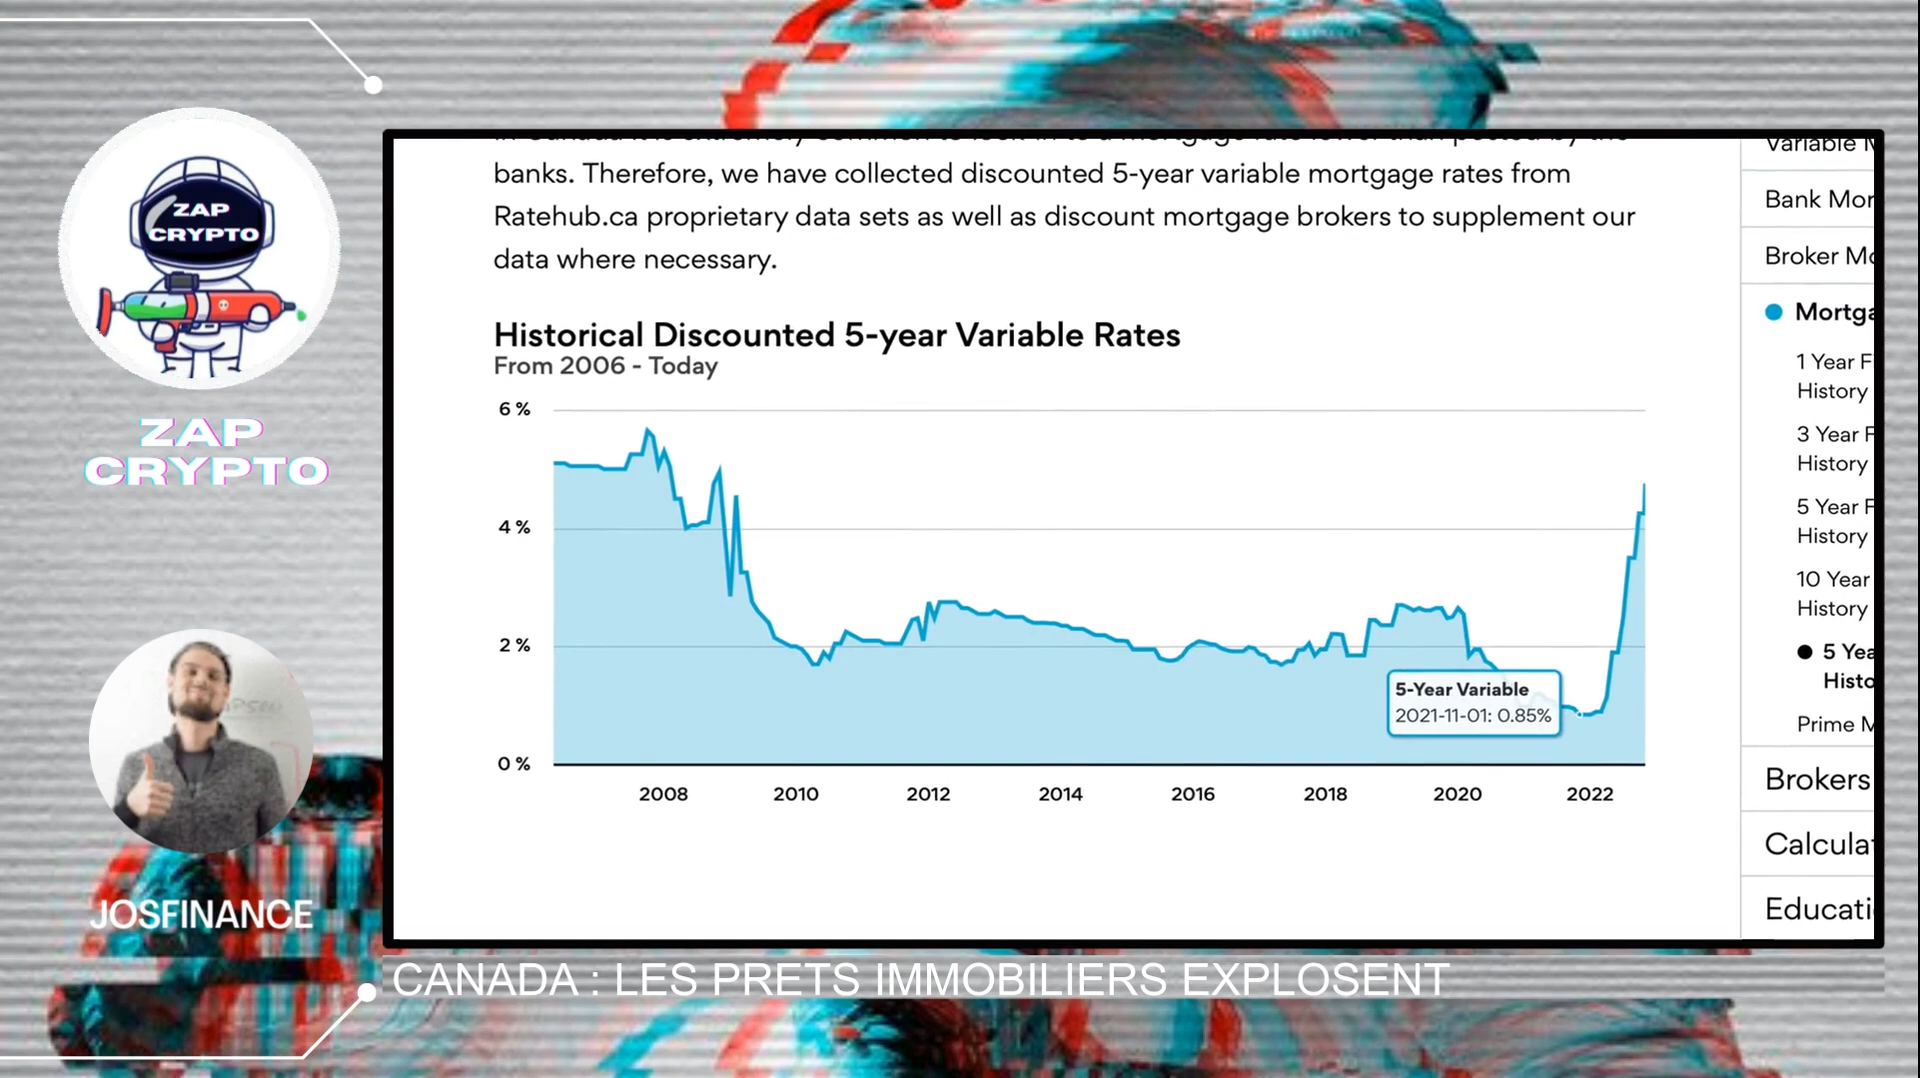 ZAP
CRYPTO
ZAP
CRYPTO
JOSFINANCE
banks. Therefore, we have collected discounted 5-year variable mortgage rates from
Ratehub.ca proprietary data sets as well as discount mortgage brokers to supplement our
data where necessary.
Historical Discounted 5-year Variable Rates
From 2006 - Today
6 %
4 %
2 %
0 %
5-Year Variable
2021-11-01: 0.85%
2008 2010 2012 2014 2016 2018 2020 2022
Variable
Bank Mor
Broker Mo
Mortga
1 Year F
History
3 Year F
History
5 Year F
History
10 Year
History
5 Yea
Histo
Prime M
Brokers
Calcula
Educati
CANADA : LES PRETS IMMOBILIERS EXPLOSENT